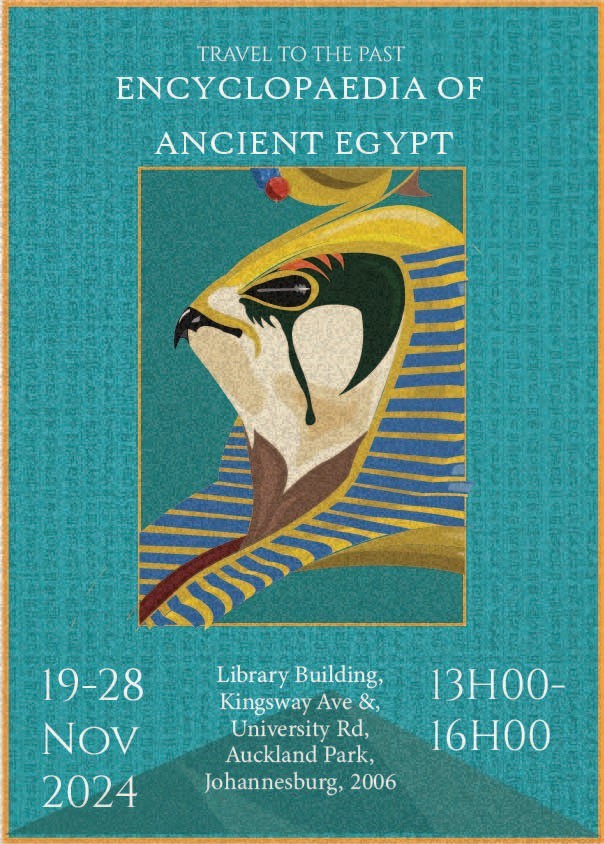 TRAVEL TO THE PAST
ENCYCLOPAEDIA OF
ANCIENT EGYPT
19-28
Nov
2024
Library Building,
Kingsway Ave &,
University Rd,
Auckland Park,
Johannesburg, 2006
13H00-
16H00